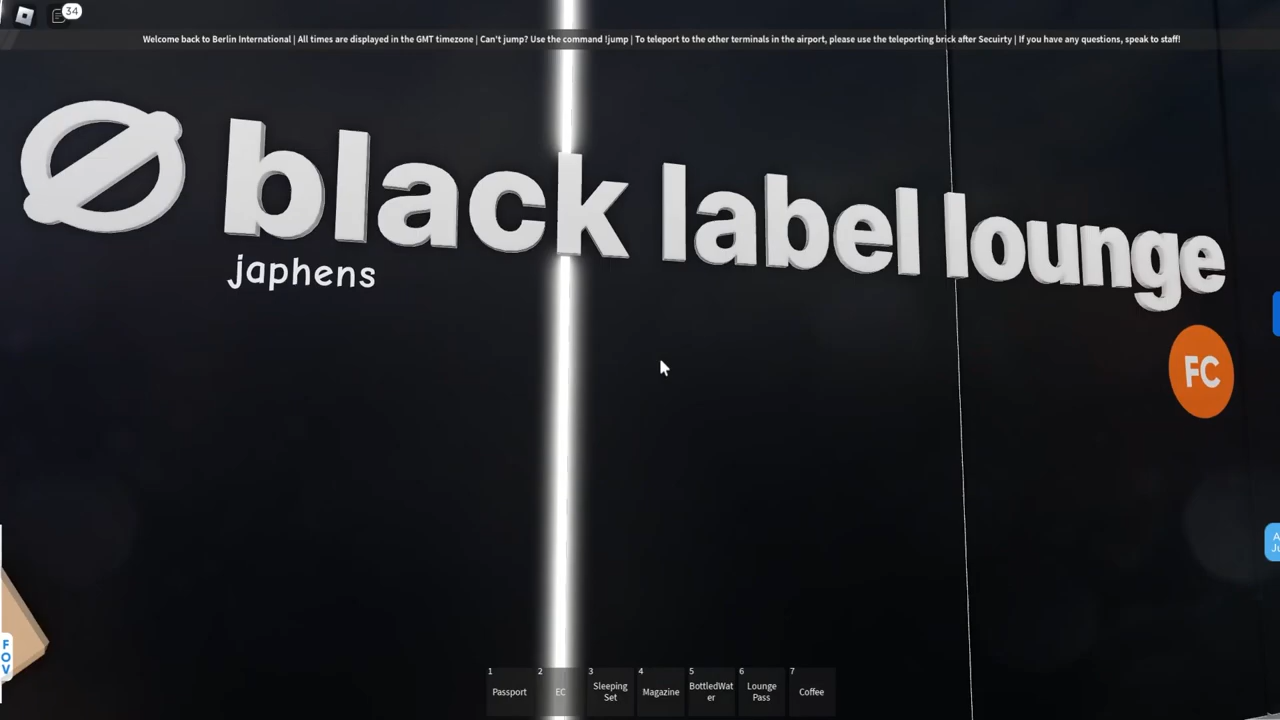 34
Welcome back to Berlin International | All times are displayed in the GMT timezone | Can't jump? Use the command !jump | To teleport to the other terminals in the airport, please use the teleporting brick after Secuirty | If you have any questions, speak to staff!
black label lounge
japhens
FC
FOV
1 2 3 4 5 6 7
Passport EC Sleeping Set Magazine BottledWater Lounge Pass Coffee